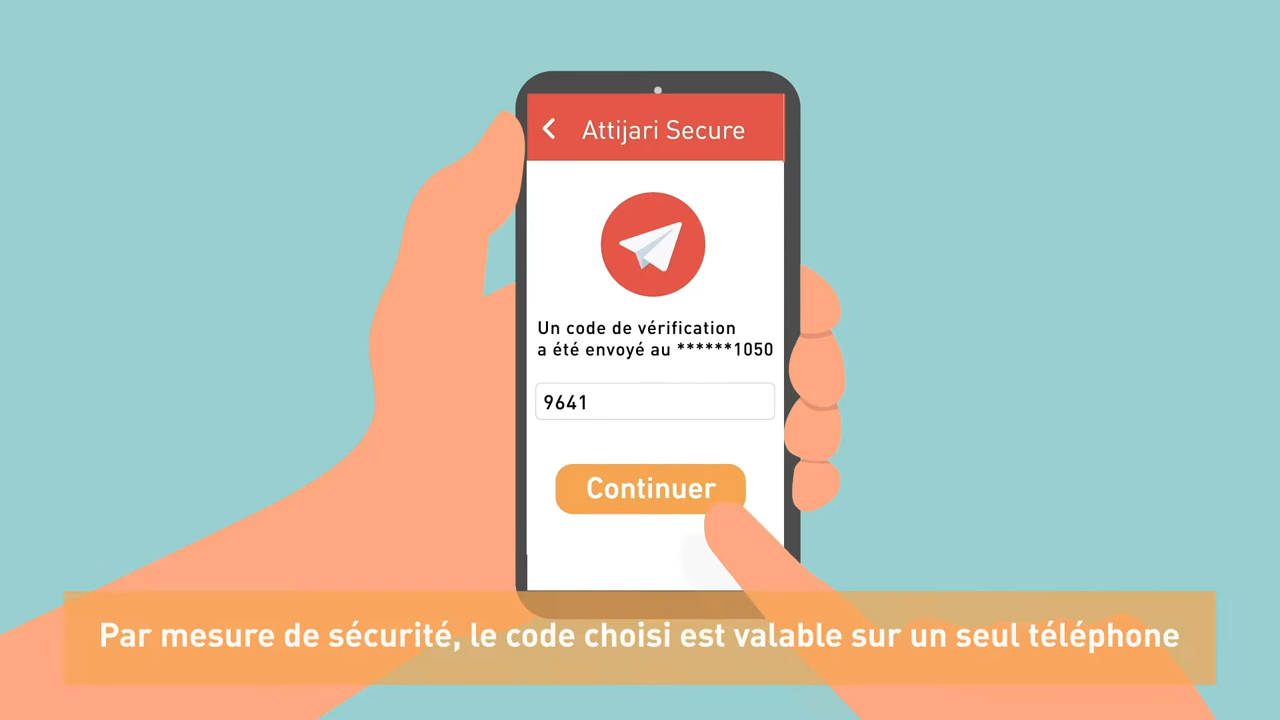 Attijari Secure
Un code de vérification
a été envoyé au ******1050
9641
Continuer
Par mesure de sécurité, le code choisi est valable sur un seul téléphone